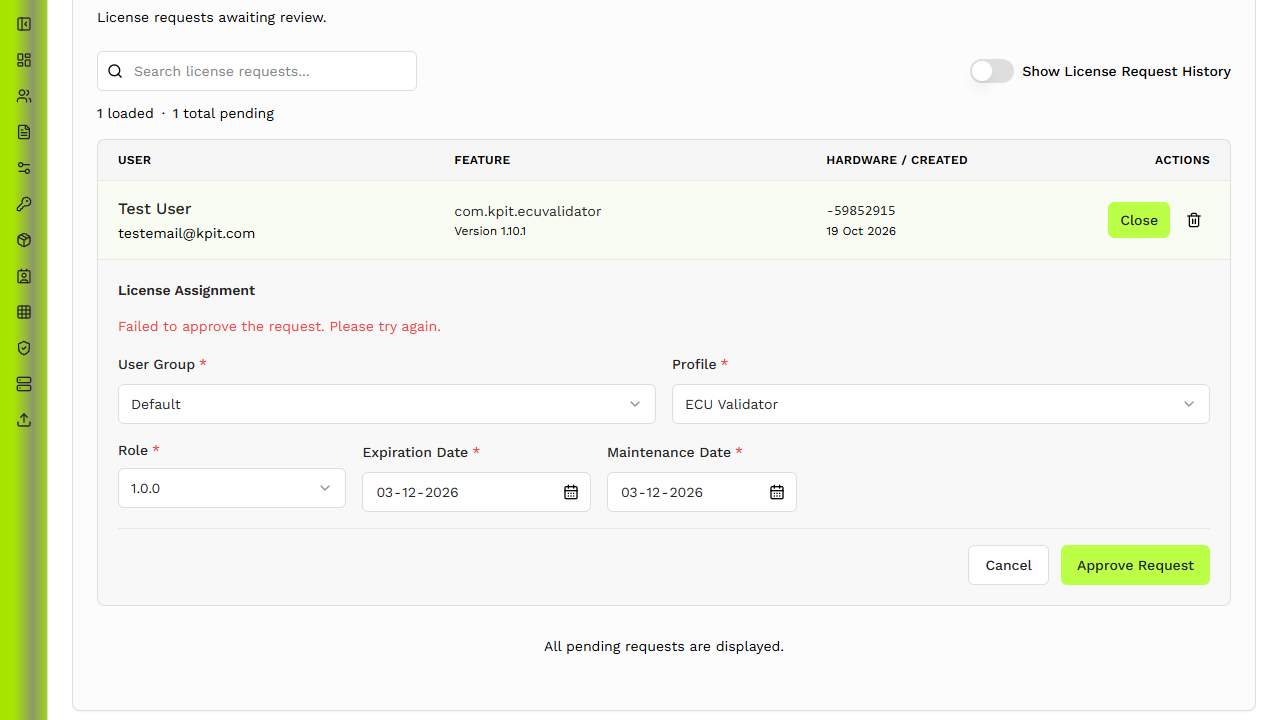 License requests awaiting review.
Search license requests...
Show License Request History
1 loaded · 1 total pending
USER FEATURE HARDWARE / CREATED ACTIONS
Test User com.kpit.ecuvalidator -59852915 Close
testemail@kpit.com Version 1.10.1 19 Oct 2026
License Assignment
Failed to approve the request. Please try again.
User Group * Profile *
Default ECU Validator
Role * Expiration Date * Maintenance Date *
1.0.0 03-12-2026 03-12-2026
Cancel Approve Request
All pending requests are displayed.